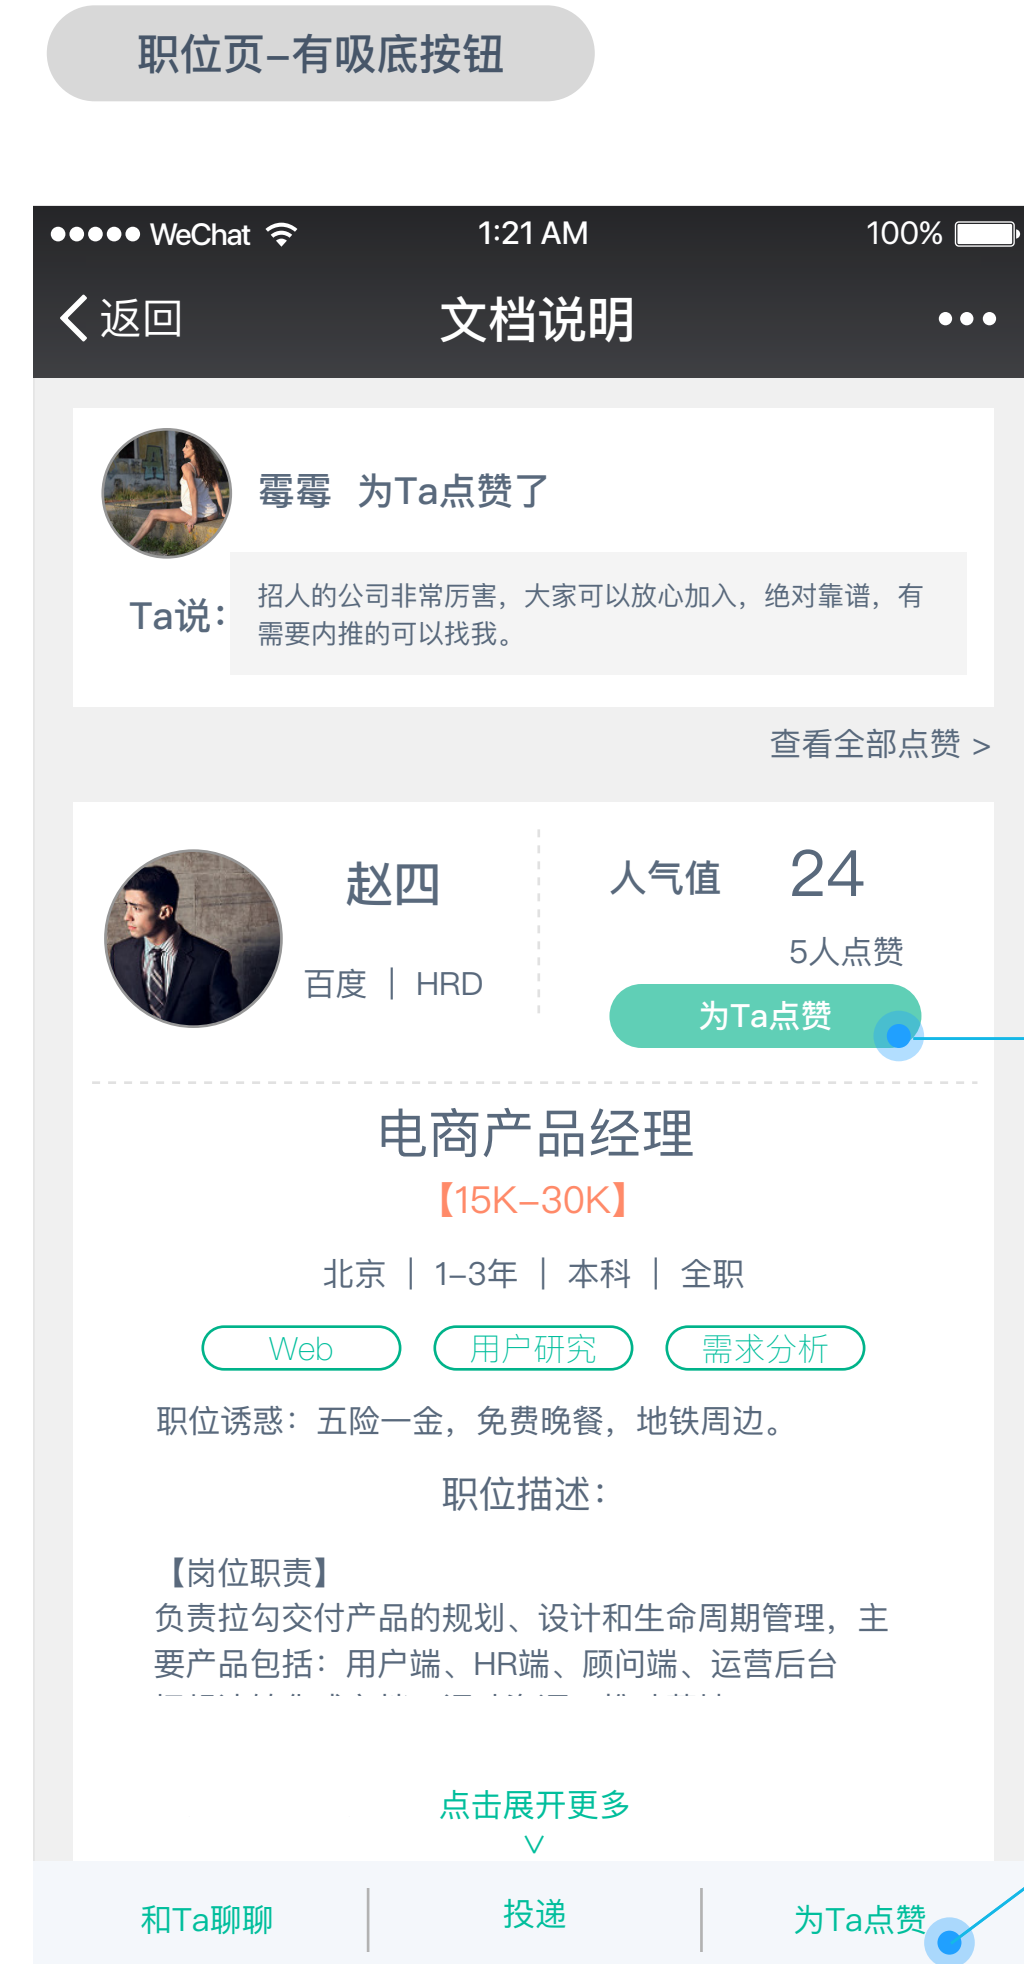 职位页-有吸底按钮
WeChat
1:21 AM
100%
返回
文档说明
霉霉 为Ta点赞了
Ta说：
招人的公司非常厉害，大家可以放心加入，绝对靠谱，有
需要内推的可以找我。
查看全部点赞 >
赵四
百度 | HRD
人气值 24
5人点赞
为Ta点赞
电商产品经理
【15K-30K】
北京 | 1-3年 | 本科 | 全职
Web
用户研究
需求分析
职位诱惑：五险一金，免费晚餐，地铁周边。
职位描述：
【岗位职责】
负责拉勾交付产品的规划、设计和生命周期管理，主
要产品包括：用户端、HR端、顾问端、运营后台
点击展开更多
和Ta聊聊
投递
为Ta点赞